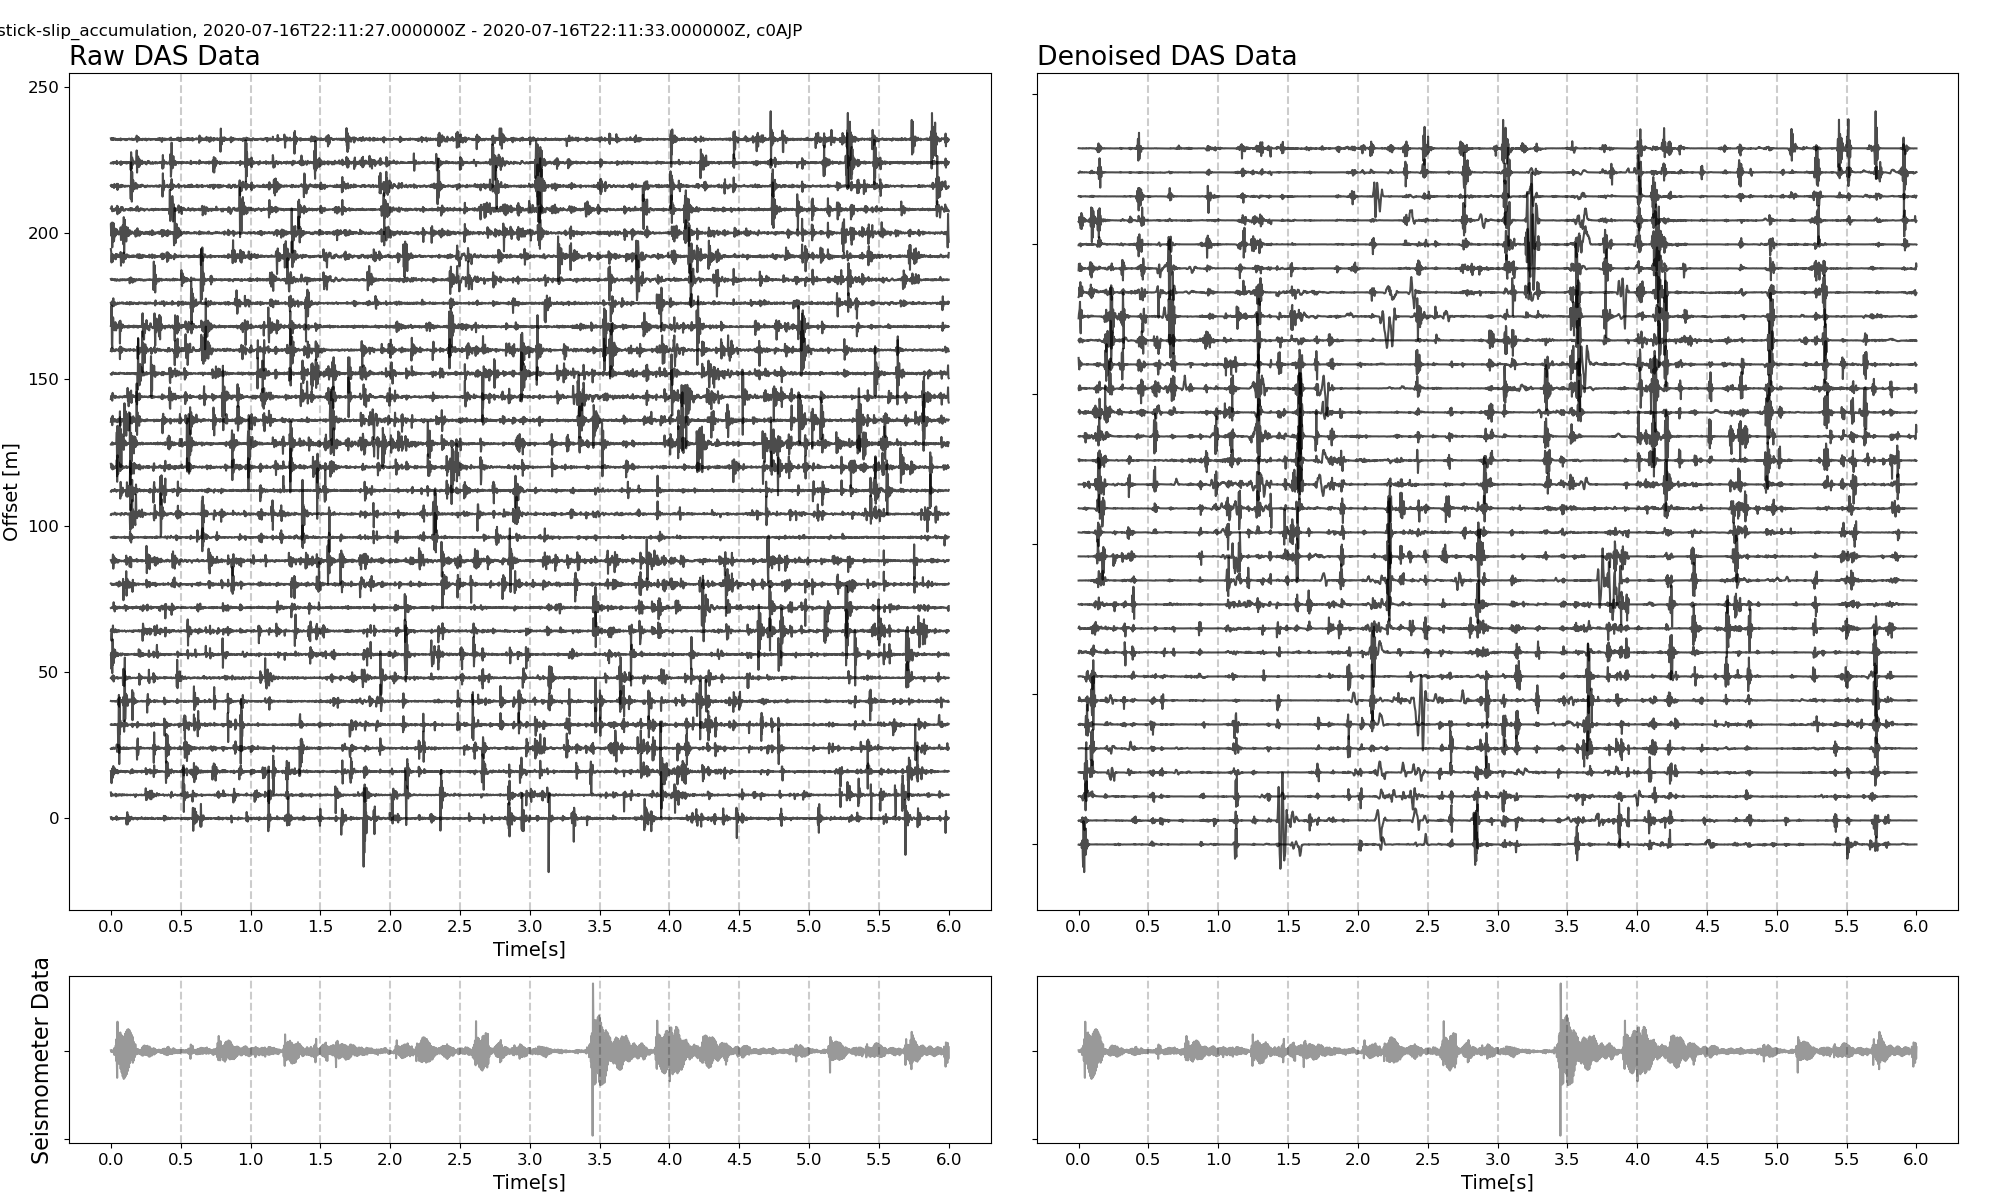 stick-slip_accumulation, 2020-07-16T22:11:27.000000Z - 2020-07-16T22:11:33.000000Z, c0AJP
Raw DAS Data
Denoised DAS Data
250
200
150
100
50
0
Offset [m]
0.0 0.5 1.0 1.5 2.0 2.5 3.0 3.5 4.0 4.5 5.0 5.5 6.0
Time[s]
0.0 0.5 1.0 1.5 2.0 2.5 3.0 3.5 4.0 4.5 5.0 5.5 6.0
Seismometer Data
0.0 0.5 1.0 1.5 2.0 2.5 3.0 3.5 4.0 4.5 5.0 5.5 6.0
Time[s]
0.0 0.5 1.0 1.5 2.0 2.5 3.0 3.5 4.0 4.5 5.0 5.5 6.0
Time[s]